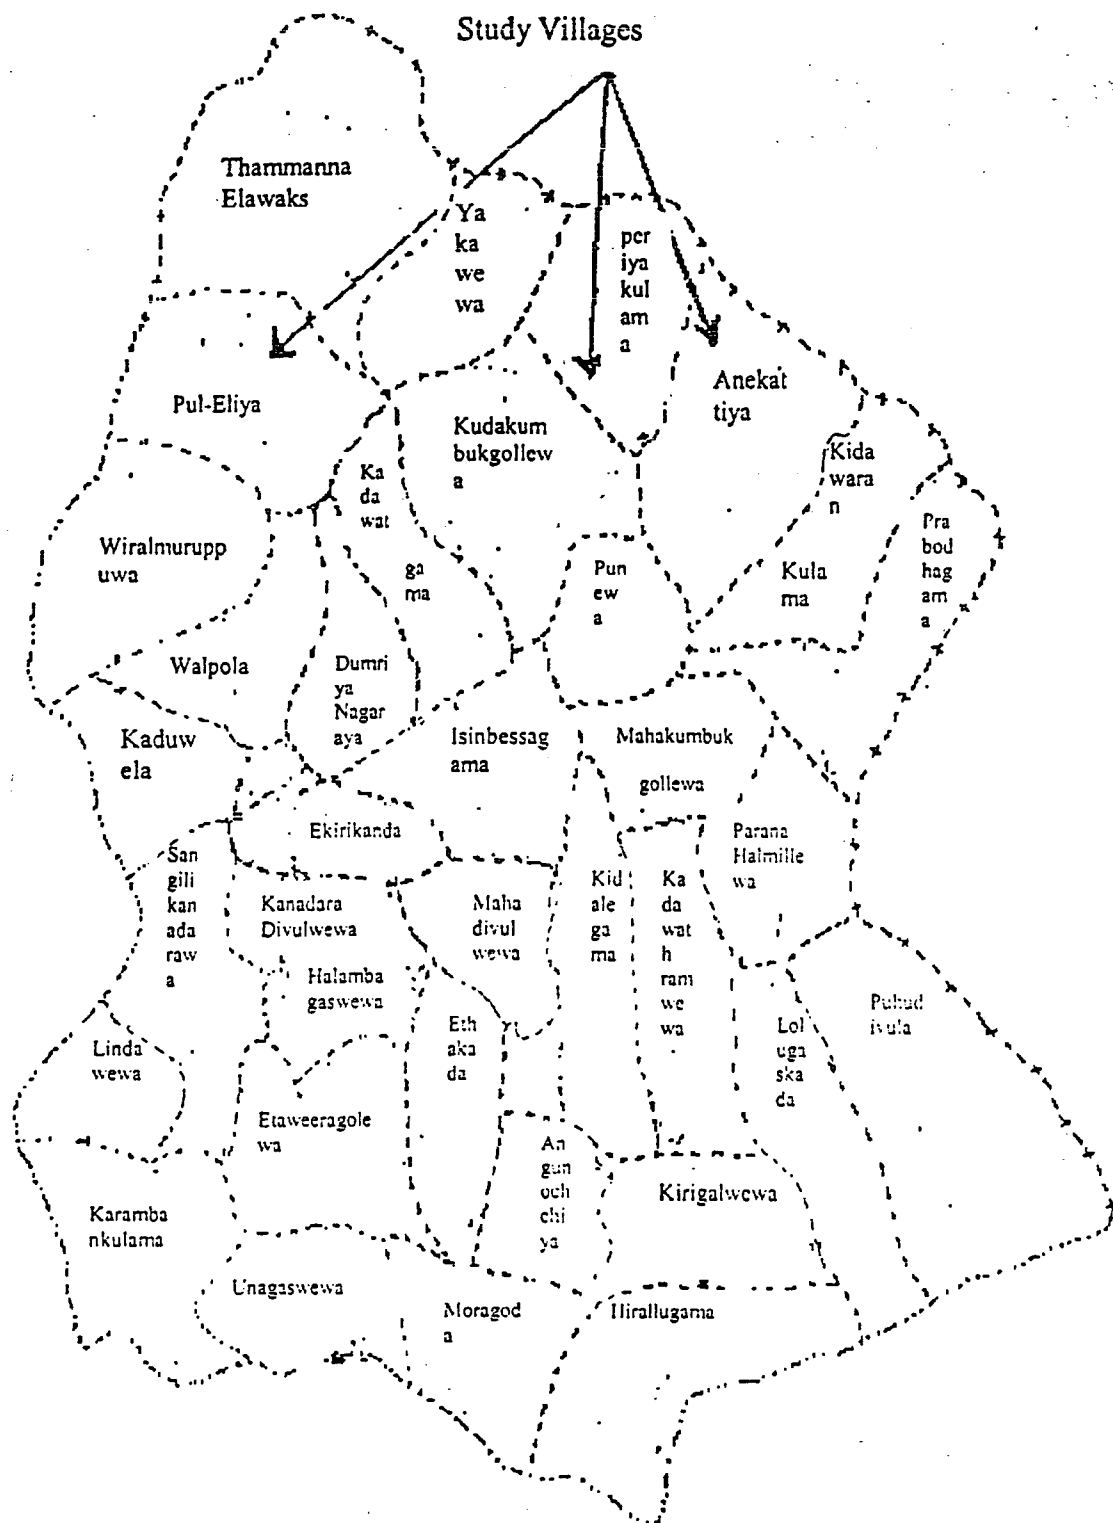 Study Villages
Thammanna
Elawaks
Ya
ka
we
wa
per
iya
kul
am
a
Pul-Eliya
Anekat
tiya
Kudakum
bukgollew
a
Ka
da
wat
ga
ma
Kida
wara
n
Kula
ma
Pra
bod
hag
am
a
Wiralmurupp
uwa
Pun
ew
a
Walpola
Dumri
ya
Nagar
aya
Kaduw
ela
Isinbessag
ama
Mahakumbuk
gollewa
Ekirikanda
Parana
Halmille
wa
San
gili
kan
ada
raw
a
Kanadara
Divulwewa
Maha
divul
wewa
Kid
ale
ga
ma
Ka
da
wat
h
ram
we
wa
Halamba
gaswewa
Eth
aka
da
Lol
uga
ska
da
Puhud
ivula
Linda
wewa
Etaweeragole
wa
An
gun
och
chi
ya
Kirigalwewa
Karamba
nkulama
Unagaswewa
Moragod
a
Hirallugama